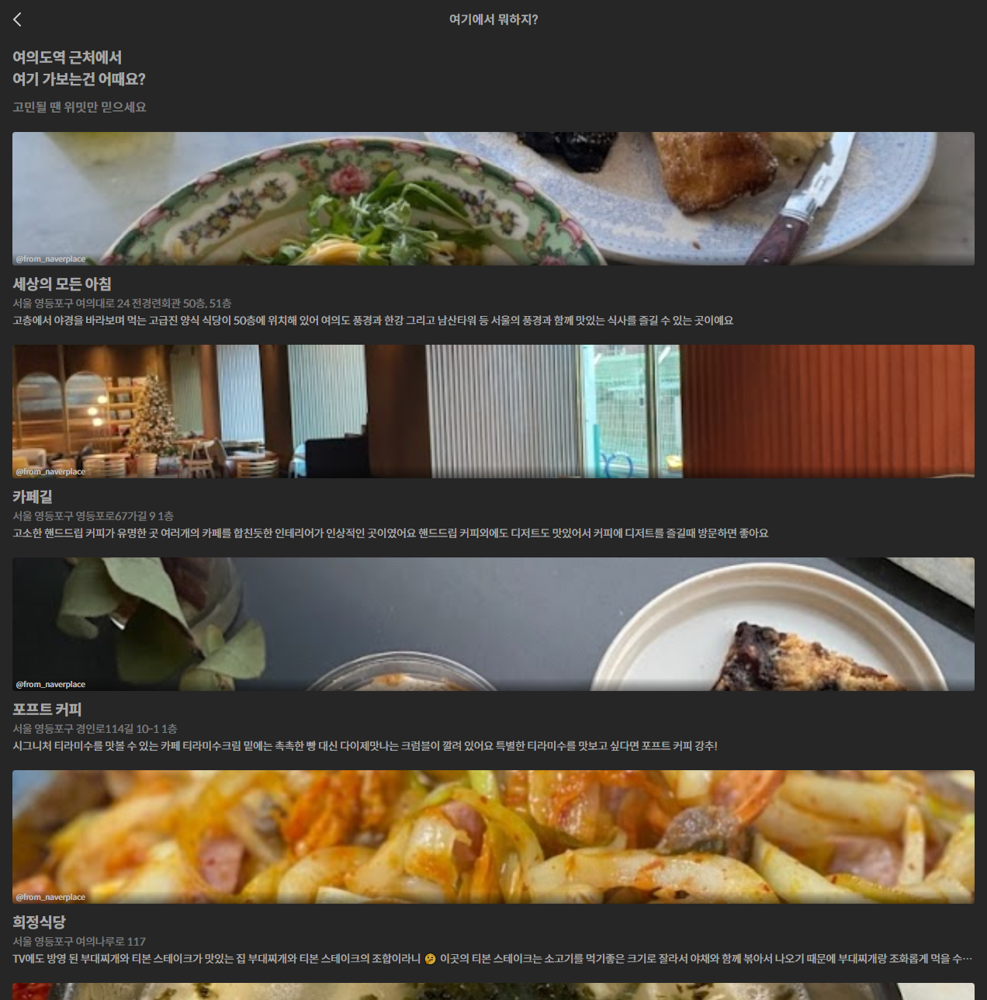 여기에서 뭐하지?
여의도역 근처에서
여기 가보는건 어때요?
고민될 땐 위밋만 믿으세요
@from_naverplace
세상의 모든 아침
서울 영등포구 여의대로 24 전경련회관 50층, 51층
고층에서 야경을 바라보며 먹는 고급진 양식 식당이 50층에 위치해 있어 여의도 풍경과 한강 그리고 남산타워 등 서울의 풍경과 함께 맛있는 식사를 즐길 수 있는 곳이에요
@from_naverplace
카페길
서울 영등포구 영등포로67가길 9 1층
고소한 핸드드립 커피가 유명한 곳 여러개의 카페를 합친듯한 인테리어가 인상적인 곳이였어요 핸드드립 커피외에도 디저트도 맛있어서 커피에 디저트를 즐길때 방문하면 좋아요
@from_naverplace
포프트 커피
서울 영등포구 경인로114길 10-1 1층
시그니처 티라미수를 맛볼 수 있는 카페 티라미수크림 밑에는 촉촉한 빵 대신 다이제맛나는 크럼블이 깔려 있어요 특별한 티라미수를 맛보고 싶다면 포프트 커피 강추!
@from_naverplace
희정식당
서울 영등포구 여의나루로 117
TV에도 방영 된 부대찌개와 티본 스테이크가 맛있는 집 부대찌개와 티본 스테이크의 조합이라니 🤔 이곳의 티본 스테이크는 소고기를 먹기좋은 크기로 잘라서 야채와 함께 볶아서 나오기 때문에 부대찌개랑 조화롭게 먹을 수…